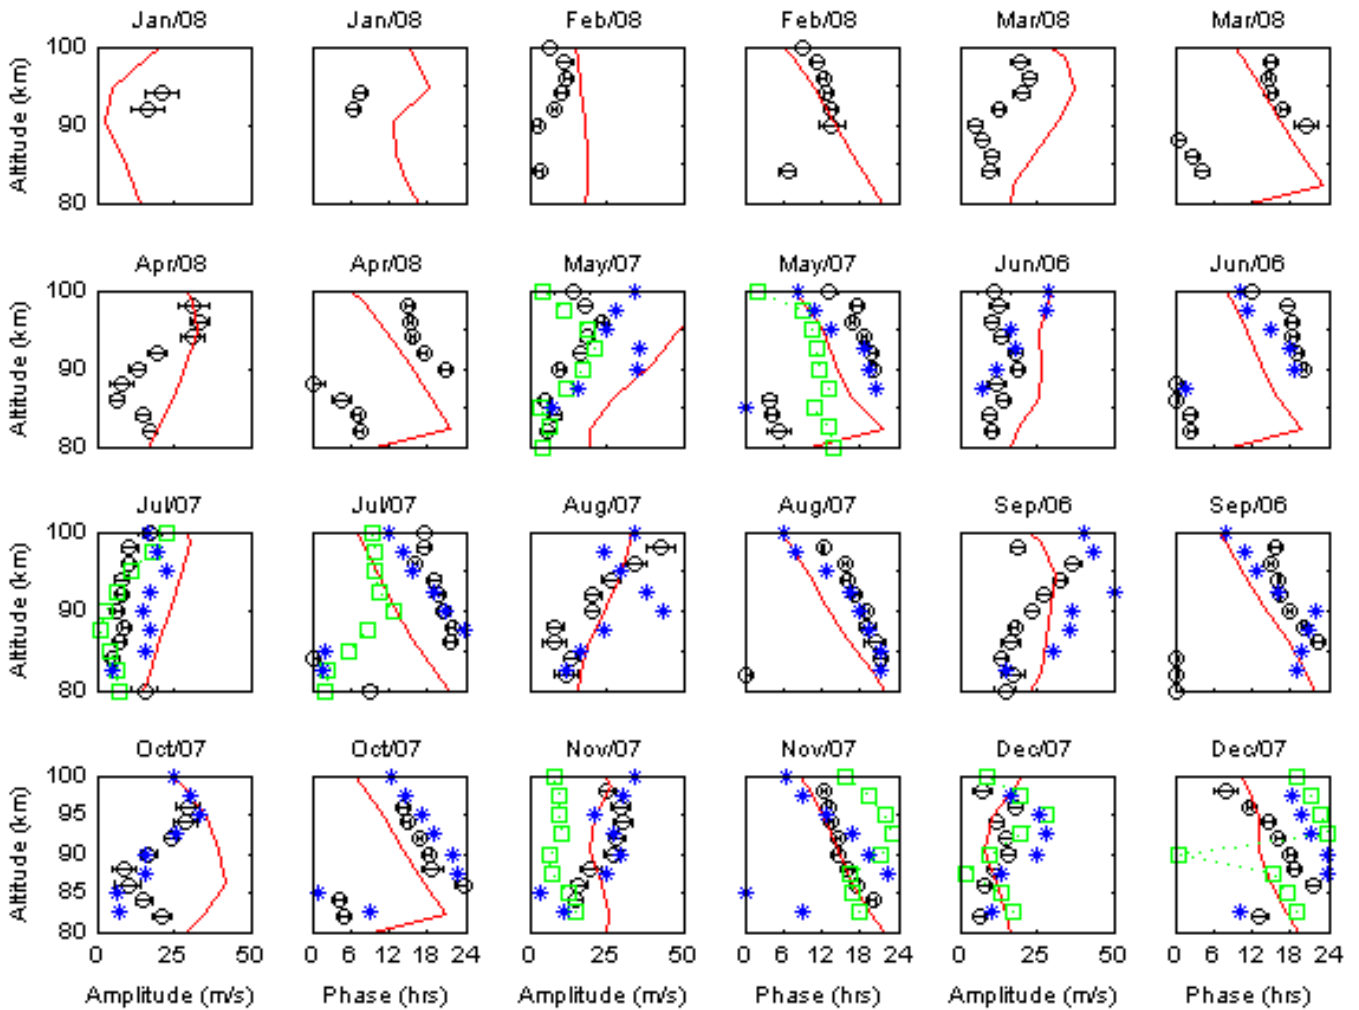 Jan/08 Jan/08 Feb/08 Feb/08 Mar/08 Mar/08
100
90
80
Altitude (km)
Apr/08 Apr/08 May/07 May/07 Jun/06 Jun/06
100
90
80
Altitude (km)
Jul/07 Jul/07 Aug/07 Aug/07 Sep/06 Sep/06
100
90
80
Altitude (km)
Oct/07 Oct/07 Nov/07 Nov/07 Dec/07 Dec/07
100
95
90
85
80
Altitude (km)
0 25 50 0 6 12 18 24 0 25 50 0 6 12 18 24 0 25 50 0 6 12 18 24
Amplitude (m/s) Phase (hrs) Amplitude (m/s) Phase (hrs) Amplitude (m/s) Phase (hrs)